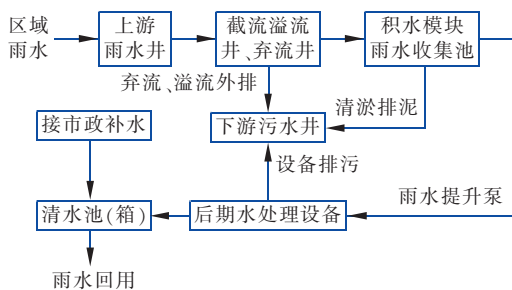 区域
雨水
上游
雨水井
截流溢流
井、弃流井
积水模块
雨水收集池
弃流、溢流外排
清淤排泥
接市政补水
下游污水井
设备排污
雨水提升泵
清水池(箱)
后期水处理设备
雨水回用